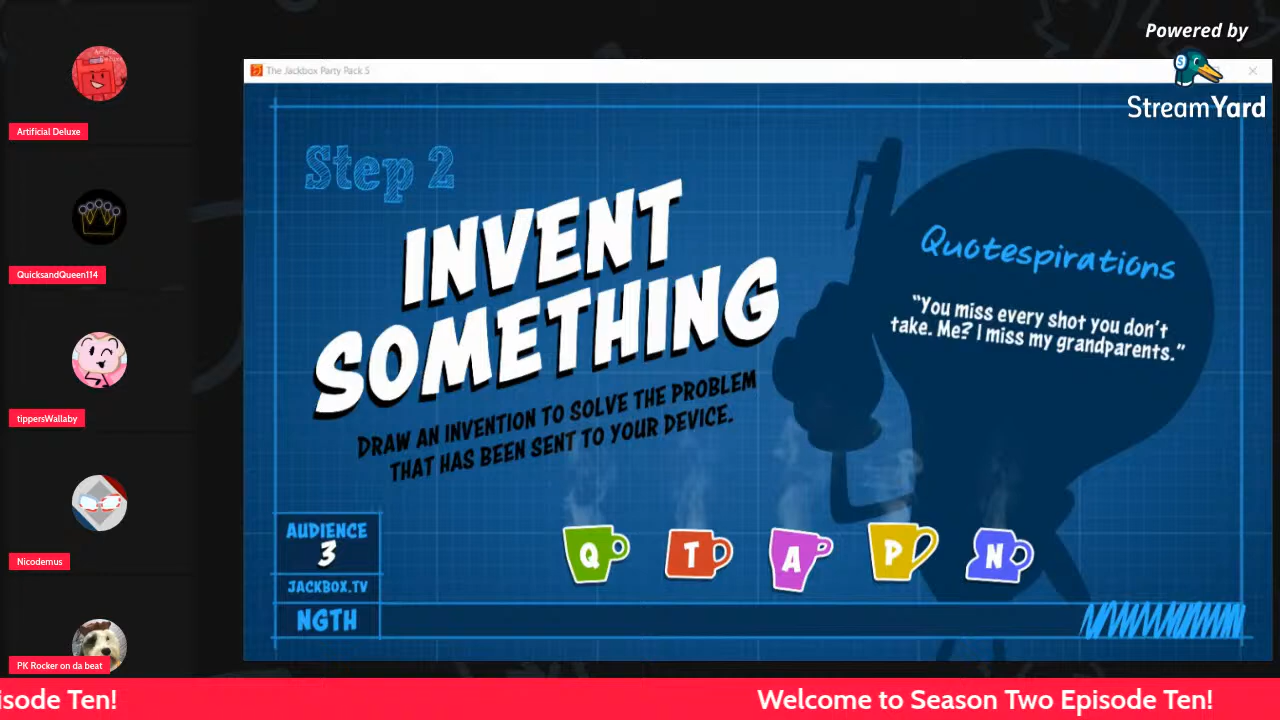 Powered by
StreamYard
Artificial Deluxe
QuicksandQueen114
tippersWallaby
Nicodemus
PK Rocker on da beat
The Jackbox Party Pack 5
Step 2
INVENT
SOMETHING
DRAW AN INVENTION TO SOLVE THE PROBLEM
THAT HAS BEEN SENT TO YOUR DEVICE.
Quotespirations
"You miss every shot you don't
take. Me? I miss my grandparents."
AUDIENCE
3
JACKBOX.TV
NGTH
Q T A P N
isode Ten! Welcome to Season Two Episode Ten!